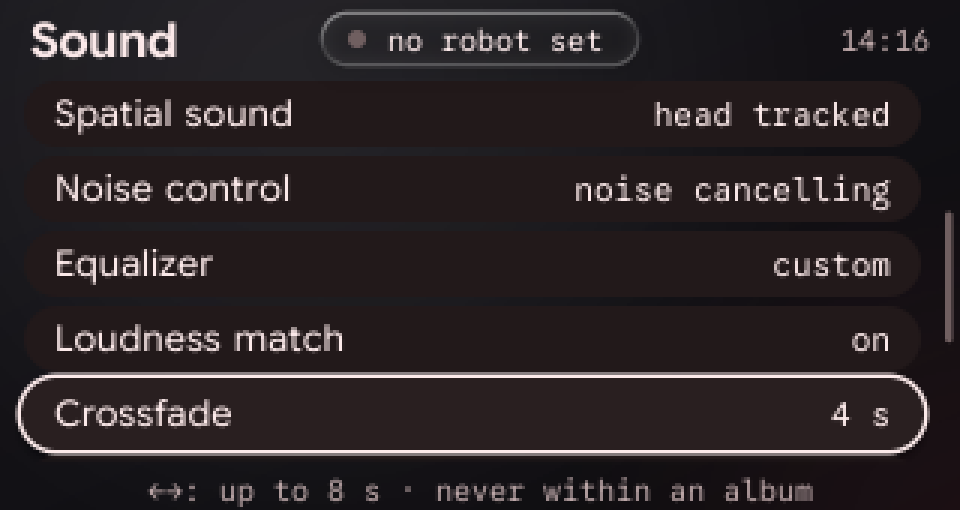 Sound
no robot set
14:16
Spatial sound head tracked
Noise control noise cancelling
Equalizer custom
Loudness match on
Crossfade 4 s
↔: up to 8 s · never within an album